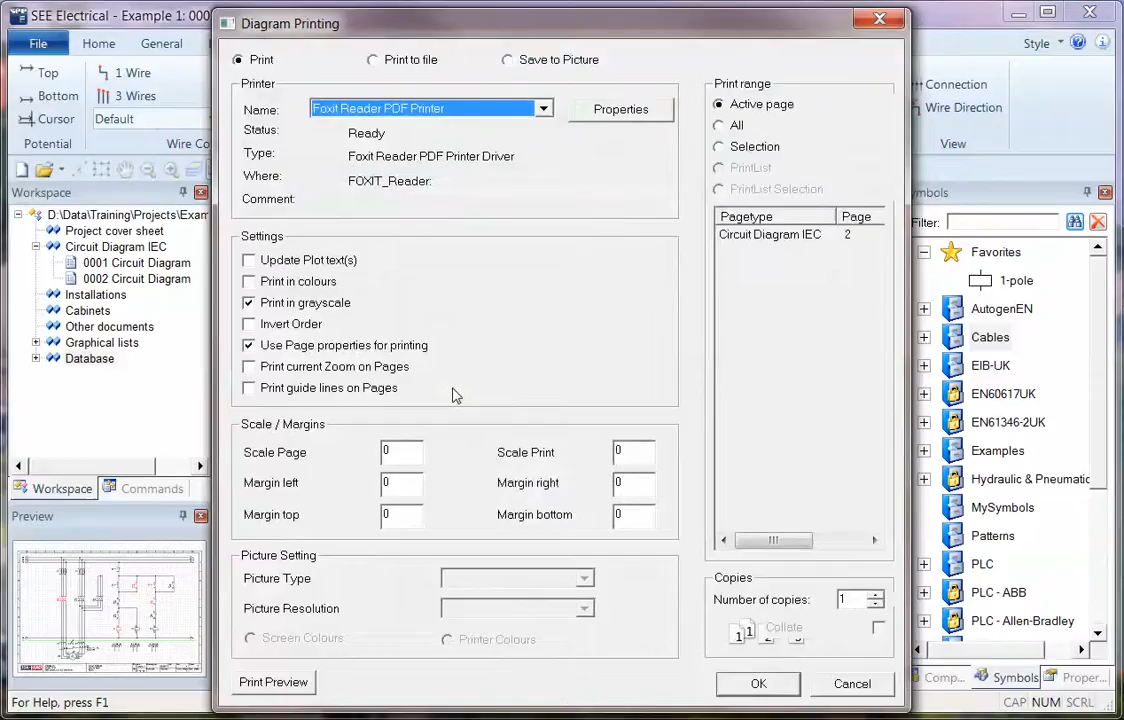 SEE Electrical - Example 1: 000
Diagram Printing
File
Home
General
Style
Top
1 Wire
Bottom
3 Wires
Cursor
Default
Potential
Wire Co
Connection
Wire Direction
View
Workspace
D:\Data\Training\Projects\Exam
Project cover sheet
Circuit Diagram IEC
0001 Circuit Diagram
0002 Circuit Diagram
Installations
Cabinets
Other documents
Graphical lists
Database
Workspace
Commands
Preview
For Help, press F1
Print
Print to file
Save to Picture
Printer
Name:
Foxit Reader PDF Printer
Properties
Status:
Ready
Type:
Foxit Reader PDF Printer Driver
Where:
FOXIT_Reader:
Comment:
Settings
Update Plot text(s)
Print in colours
Print in grayscale
Invert Order
Use Page properties for printing
Print current Zoom on Pages
Print guide lines on Pages
Scale / Margins
Scale Page
0
Scale Print
0
Margin left
0
Margin right
0
Margin top
0
Margin bottom
0
Picture Setting
Picture Type
Picture Resolution
Screen Colours
Printer Colours
Print Preview
Print range
Active page
All
Selection
PrintList
PrintList Selection
Pagetype
Page
Circuit Diagram IEC
2
Copies
Number of copies:
1
Collate
OK
Cancel
ymbols
Filter:
Favorites
1-pole
AutogenEN
Cables
EIB-UK
EN60617UK
EN61346-2UK
Examples
Hydraulic & Pneumatic
MySymbols
Patterns
PLC
PLC - ABB
PLC - Allen-Bradley
Comp...
Symbols
Proper...
CAP NUM SCRL